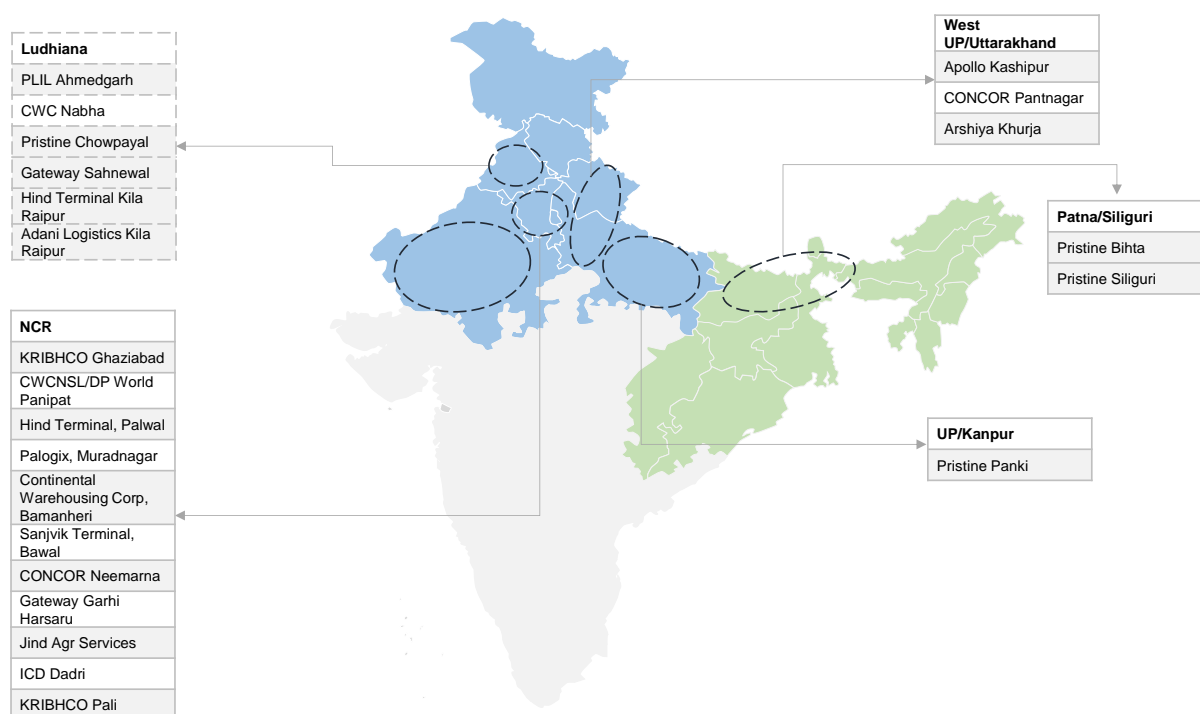 Ludhiana
PLIL Ahmedgarh
CWC Nabha
Pristine Chowpayal
Gateway Sahnewal
Hind Terminal Kila
Raipur
Adani Logistics Kila
Raipur
NCR
KRIBHCO Ghaziabad
CWCNSL/DP World
Panipat
Hind Terminal, Palwal
Palogix, Muradnagar
Continental
Warehousing Corp,
Bamanheri
Sanjvik Terminal,
Bawal
CONCOR Neemarna
Gateway Garhi
Harsaru
Jind Agr Services
ICD Dadri
KRIBHCO Pali
West
UP/Uttarakhand
Apollo Kashipur
CONCOR Pantnagar
Arshiya Khurja
Patna/Siliguri
Pristine Bihta
Pristine Siliguri
UP/Kanpur
Pristine Panki